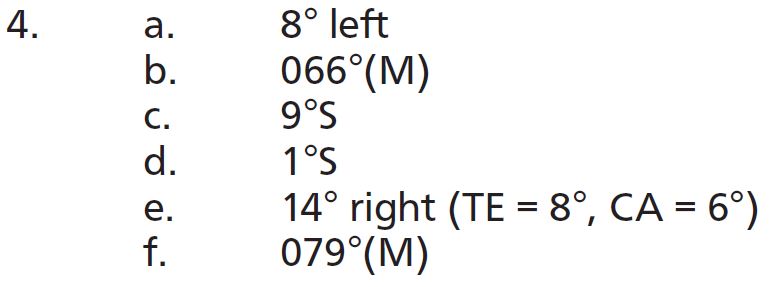 4. a. 8° left
b. 066°(M)
c. 9°S
d. 1°S
e. 14° right (TE = 8°, CA = 6°)
f. 079°(M)